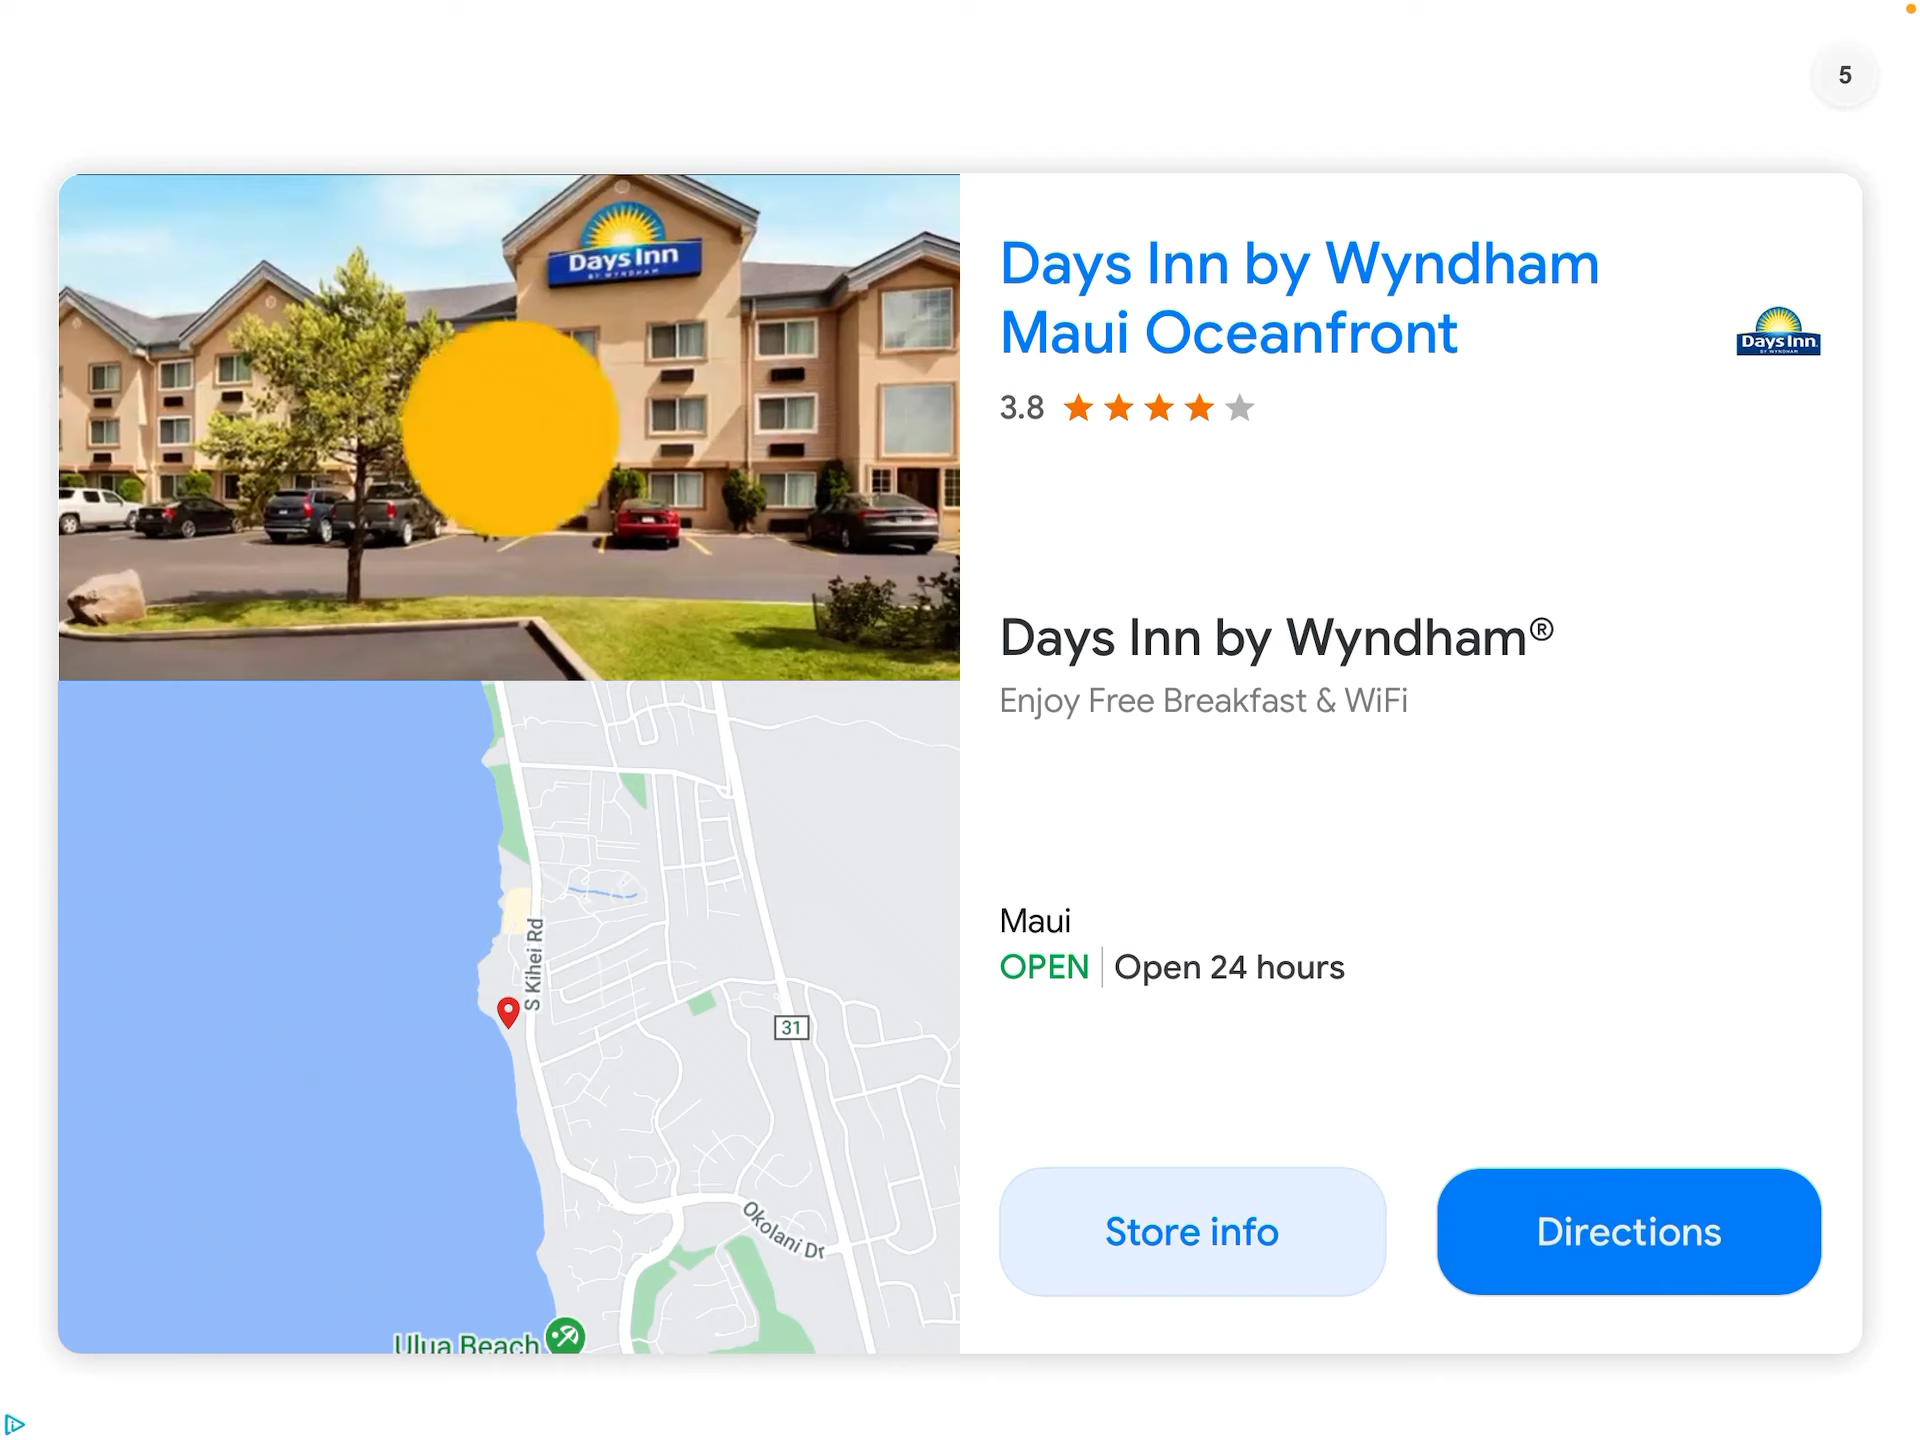 5
Days Inn
BY WYNDHAM
Days Inn by Wyndham
Maui Oceanfront
Days Inn
BY WYNDHAM
3.8
Days Inn by Wyndham®
Enjoy Free Breakfast & WiFi
S Kihei Rd
31
Okolani Dr
Ulua Beach
Maui
OPEN | Open 24 hours
Store info
Directions